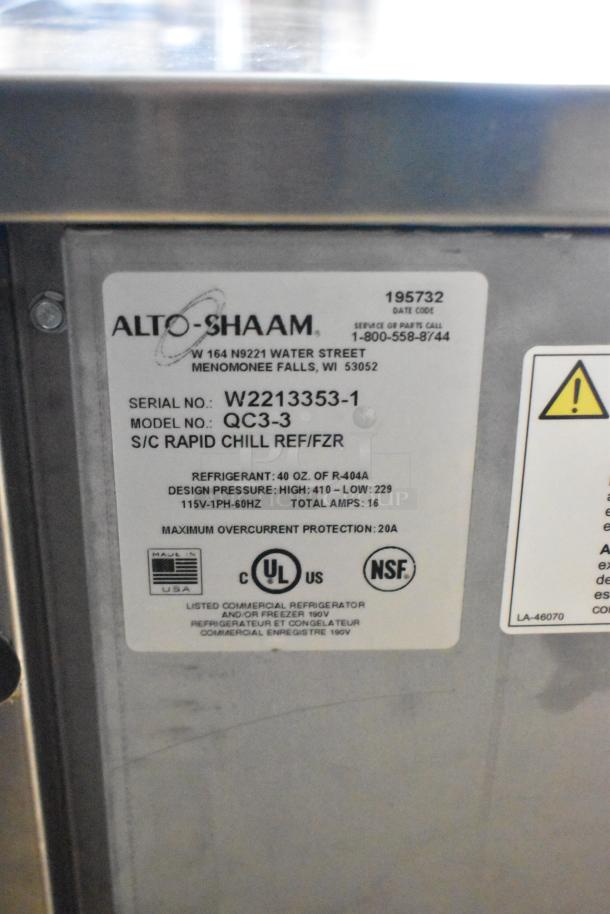 ALTO-SHAAM®
195732
DATE CODE
SERVICE OR PARTS CALL
1-800-558-8744
W 164 N9221 WATER STREET
MENOMONEE FALLS, WI 53052
SERIAL NO.: W2213353-1
MODEL NO.: QC3-3
S/C RAPID CHILL REF/FZR
REFRIGERANT: 40 OZ. OF R-404A
DESIGN PRESSURE: HIGH: 410 – LOW: 229
115V-1PH-60HZ TOTAL AMPS: 16
MAXIMUM OVERCURRENT PROTECTION: 20A
MADE IN
USA
C UL US
NSF®
LISTED COMMERCIAL REFRIGERATOR
AND/OR FREEZER 190V
REFRIGERATEUR ET CONGELATEUR
COMMERCIAL ENREGISTRE 190V
LA-46070